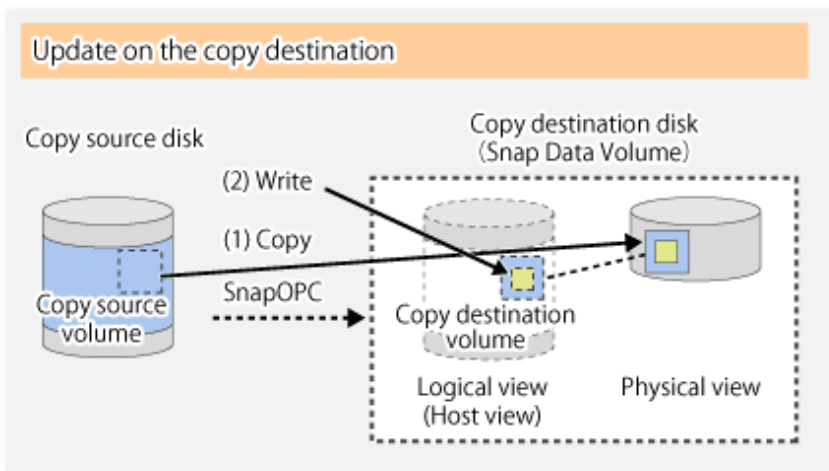 Update on the copy destination
Copy source disk
Copy destination disk
（Snap Data Volume）
(2) Write
(1) Copy
SnapOPC
Copy source
volume
Copy destination
volume
Logical view
(Host view)
Physical view